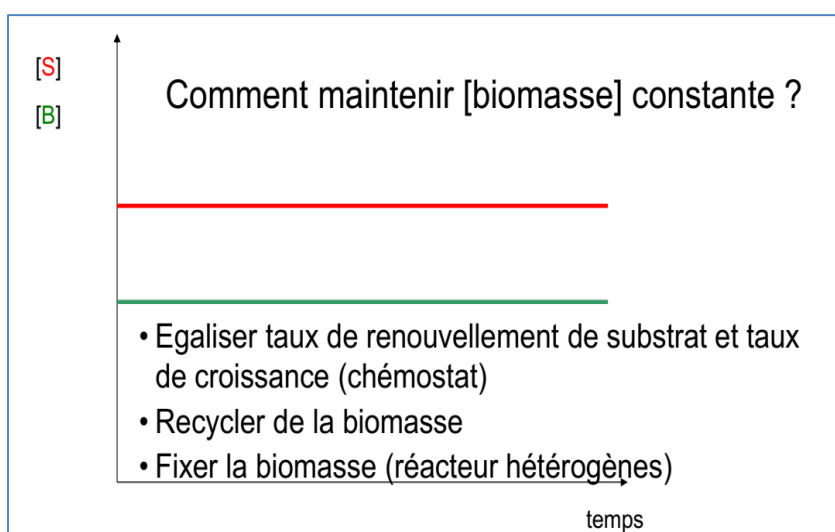 [S]
[B]
Comment maintenir [biomasse] constante ?
• Egaliser taux de renouvellement de substrat et taux
de croissance (chémostat)
• Recycler de la biomasse
• Fixer la biomasse (réacteur hétérogènes)
temps